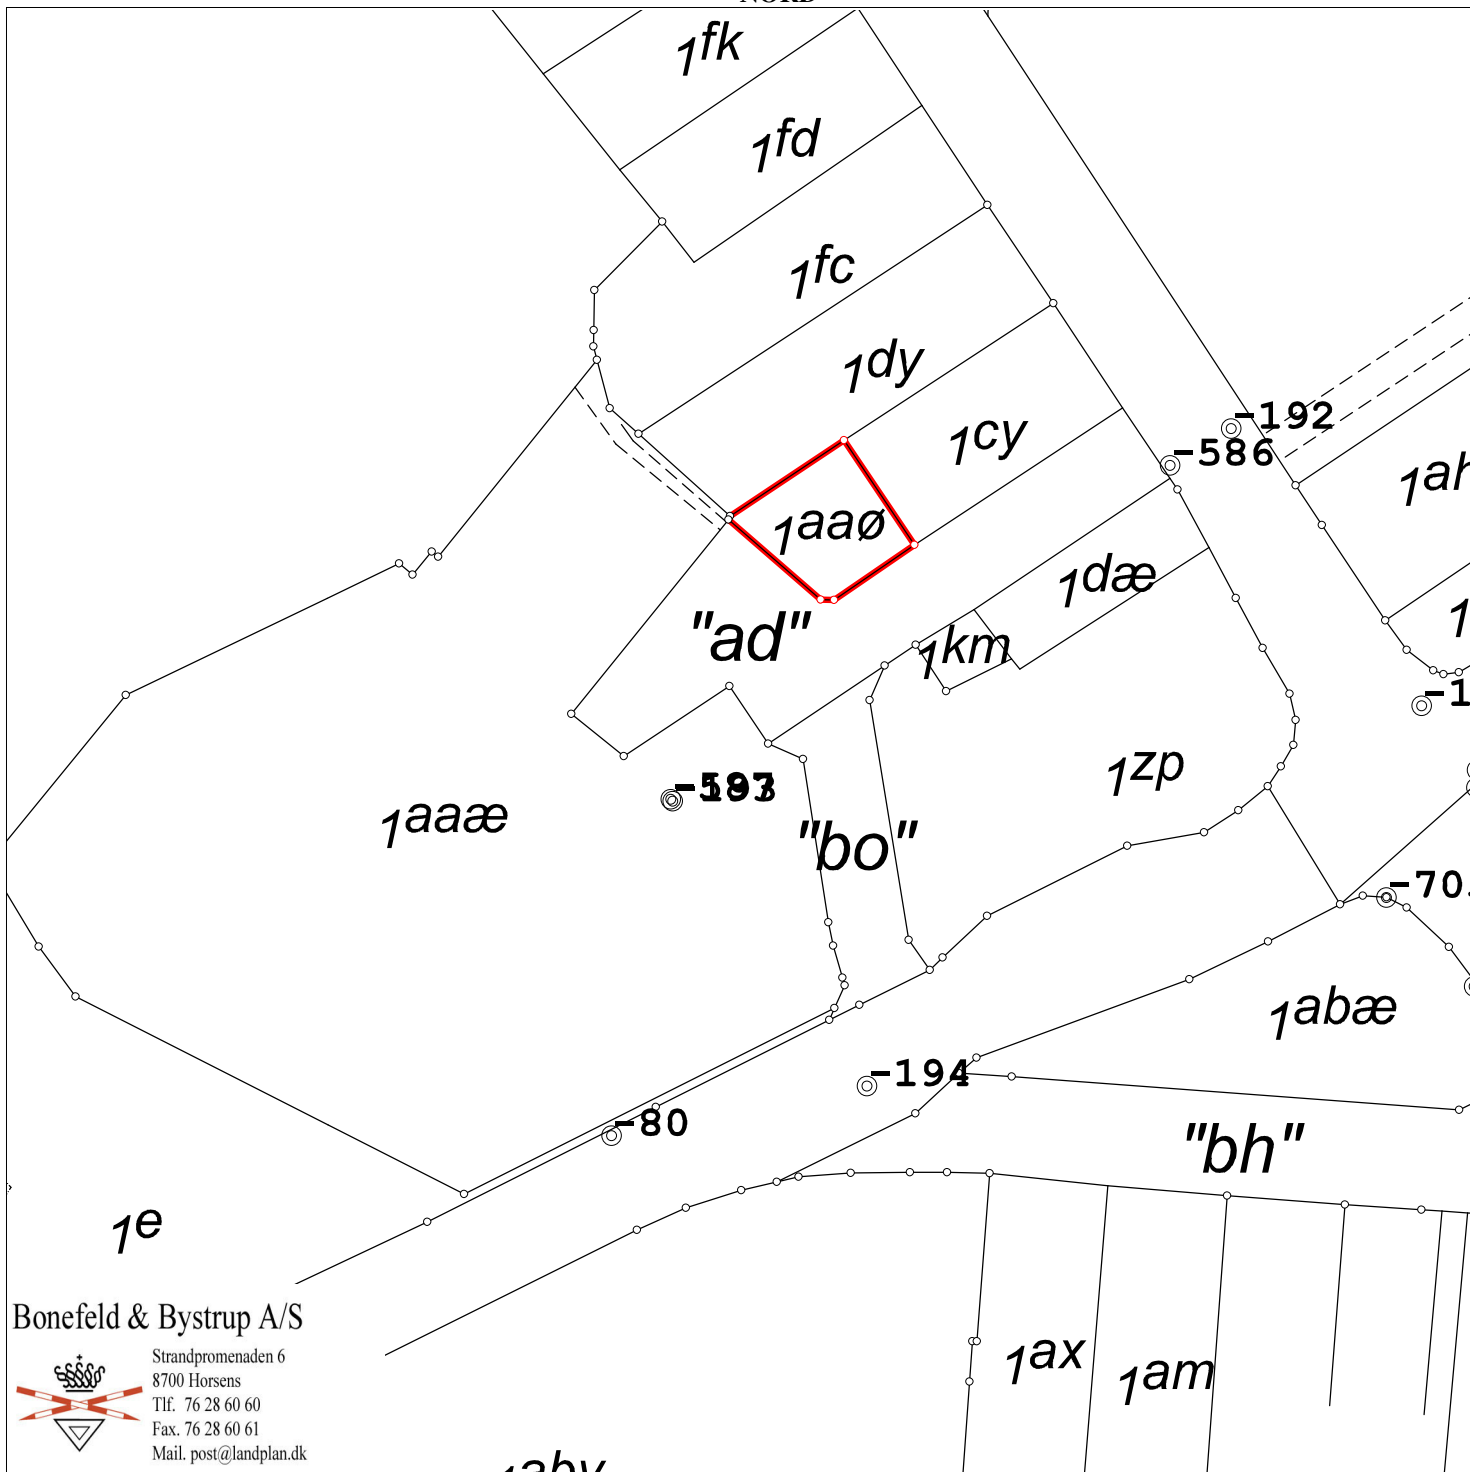 1fk
1fd
1fc
1dy
1cy
-192
-586
1aaø
1dæ
"ad"
1km
1zp
1aaæ
"bo"
-70
1abæ
-194
-80
"bh"
1e
1ax
1am
Bonefeld & Bystrup A/S
Strandpromenaden 6
8700 Horsens
Tlf. 76 28 60 60
Fax. 76 28 60 61
Mail. post@landplan.dk